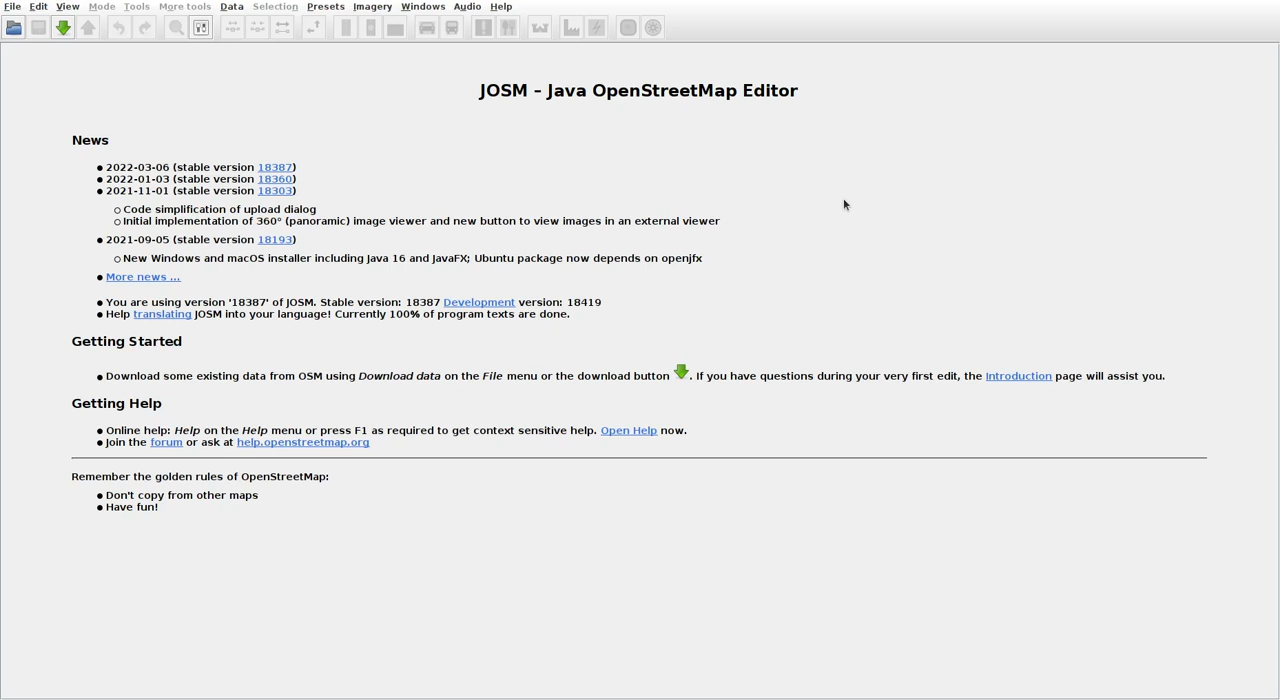 File Edit View Mode Tools More tools Data Selection Presets Imagery Windows Audio Help
JOSM – Java OpenStreetMap Editor
News
2022-03-06 (stable version 18387)
2022-01-03 (stable version 18360)
2021-11-01 (stable version 18303)
Code simplification of upload dialog
Initial implementation of 360° (panoramic) image viewer and new button to view images in an external viewer
2021-09-05 (stable version 18193)
New Windows and macOS installer including Java 16 and JavaFX; Ubuntu package now depends on openjfx
More news ...
You are using version '18387' of JOSM. Stable version: 18387 Development version: 18419
Help translating JOSM into your language! Currently 100% of program texts are done.
Getting Started
Download some existing data from OSM using Download data on the File menu or the download button . If you have questions during your very first edit, the Introduction page will assist you.
Getting Help
Online help: Help on the Help menu or press F1 as required to get context sensitive help. Open Help now.
Join the forum or ask at help.openstreetmap.org
Remember the golden rules of OpenStreetMap:
Don't copy from other maps
Have fun!